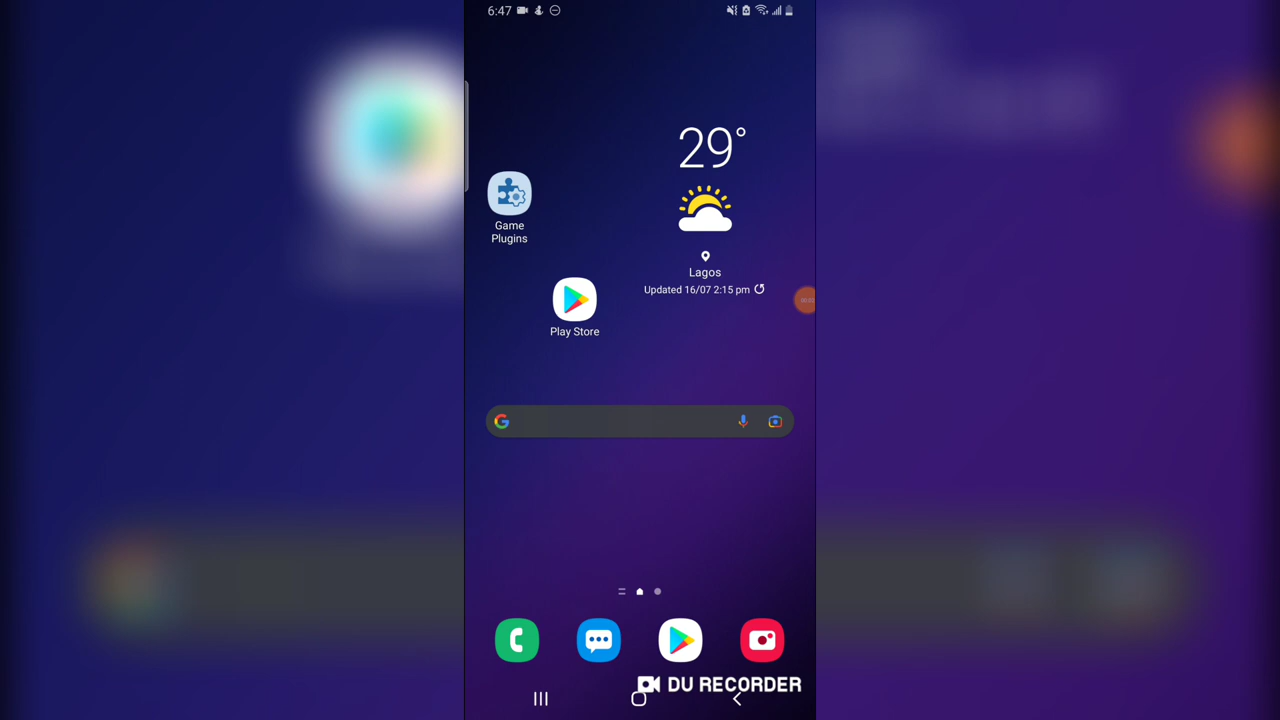 6:47
29°
Game
Plugins
Lagos
Updated 16/07 2:15 pm
Play Store
G
DU RECORDER